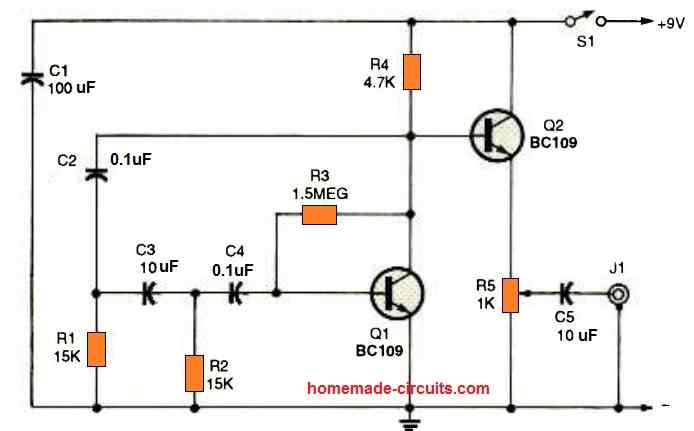 S1
+9V
C1
100 uF
R4
4.7K
Q2
BC109
C2
0.1uF
R3
1.5MEG
C3
10 uF
C4
0.1uF
R5
1K
J1
C5
10 uF
R1
15K
R2
15K
Q1
BC109
homemade-circuits.com
-